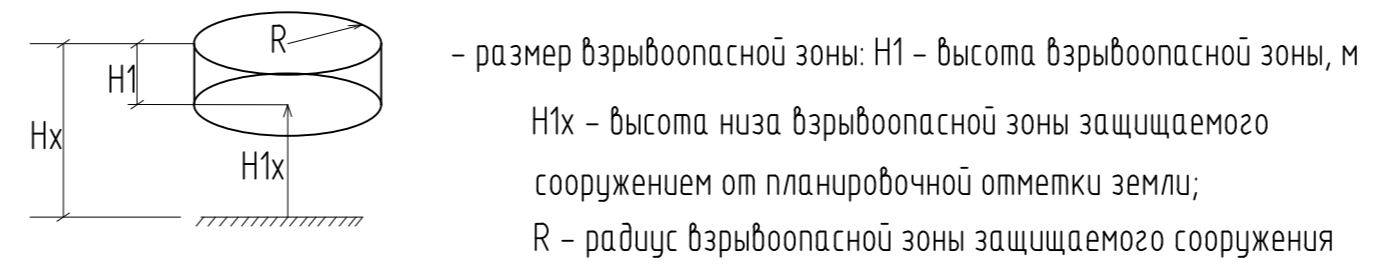 R
H1
Hx
H1x
– размер взрывоопасной зоны: H1 – высота взрывоопасной зоны, м
H1x – высота низа взрывоопасной зоны защищаемого
сооружением от планировочной отметки земли;
R – радиус взрывоопасной зоны защищаемого сооружения